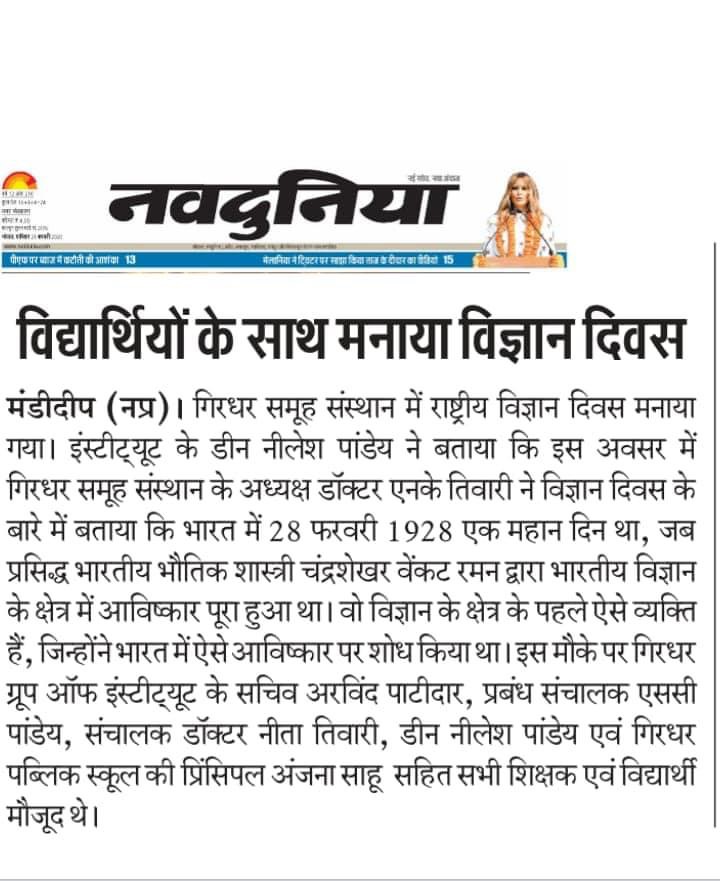 नई सोच, नया अंदाज
नवदुनिया
पीएफ पर ब्याज में कटौती की आशंका 13
मेलानिया ने ट्विटर पर साझा किया ताज के दीदार का वीडियो 15
विद्यार्थियों के साथ मनाया विज्ञान दिवस
मंडीदीप (नप्र)। गिरधर समूह संस्थान में राष्ट्रीय विज्ञान दिवस मनाया
गया। इंस्टीट्यूट के डीन नीलेश पांडेय ने बताया कि इस अवसर में
गिरधर समूह संस्थान के अध्यक्ष डॉक्टर एनके तिवारी ने विज्ञान दिवस के
बारे में बताया कि भारत में 28 फरवरी 1928 एक महान दिन था, जब
प्रसिद्ध भारतीय भौतिक शास्त्री चंद्रशेखर वेंकट रमन द्वारा भारतीय विज्ञान
के क्षेत्र में आविष्कार पूरा हुआ था। वो विज्ञान के क्षेत्र के पहले ऐसे व्यक्ति
हैं, जिन्होंने भारत में ऐसे आविष्कार पर शोध किया था। इस मौके पर गिरधर
ग्रूप ऑफ इंस्टीट्यूट के सचिव अरविंद पाटीदार, प्रबंध संचालक एससी
पांडेय, संचालक डॉक्टर नीता तिवारी, डीन नीलेश पांडेय एवं गिरधर
पब्लिक स्कूल की प्रिंसिपल अंजना साहू सहित सभी शिक्षक एवं विद्यार्थी
मौजूद थे।